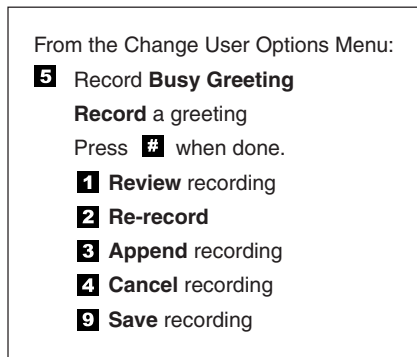 From the Change User Options Menu:
5 Record Busy Greeting
Record a greeting
Press # when done.
1 Review recording
2 Re-record
3 Append recording
4 Cancel recording
9 Save recording